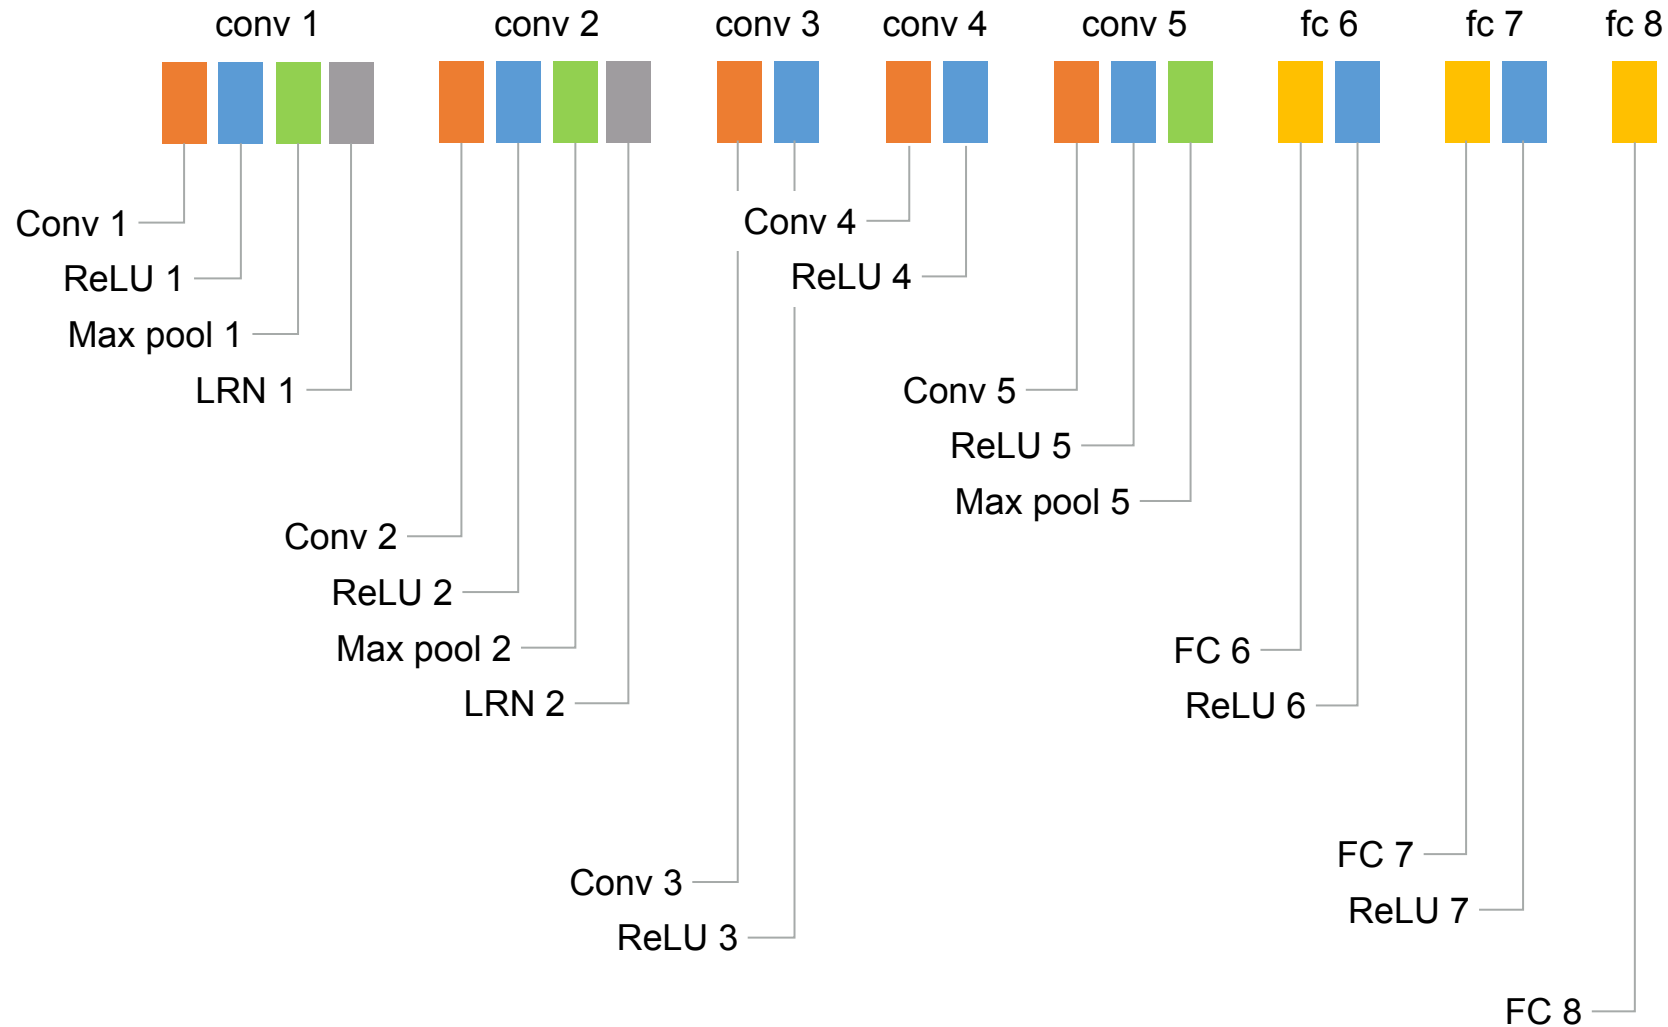 conv 1
conv 2
conv 3
conv 4
conv 5
fc 6
fc 7
fc 8
Conv 1
ReLU 1
Max pool 1
LRN 1
Conv 2
ReLU 2
Max pool 2
LRN 2
Conv 3
ReLU 3
Conv 4
ReLU 4
Conv 5
ReLU 5
Max pool 5
FC 6
ReLU 6
FC 7
ReLU 7
FC 8